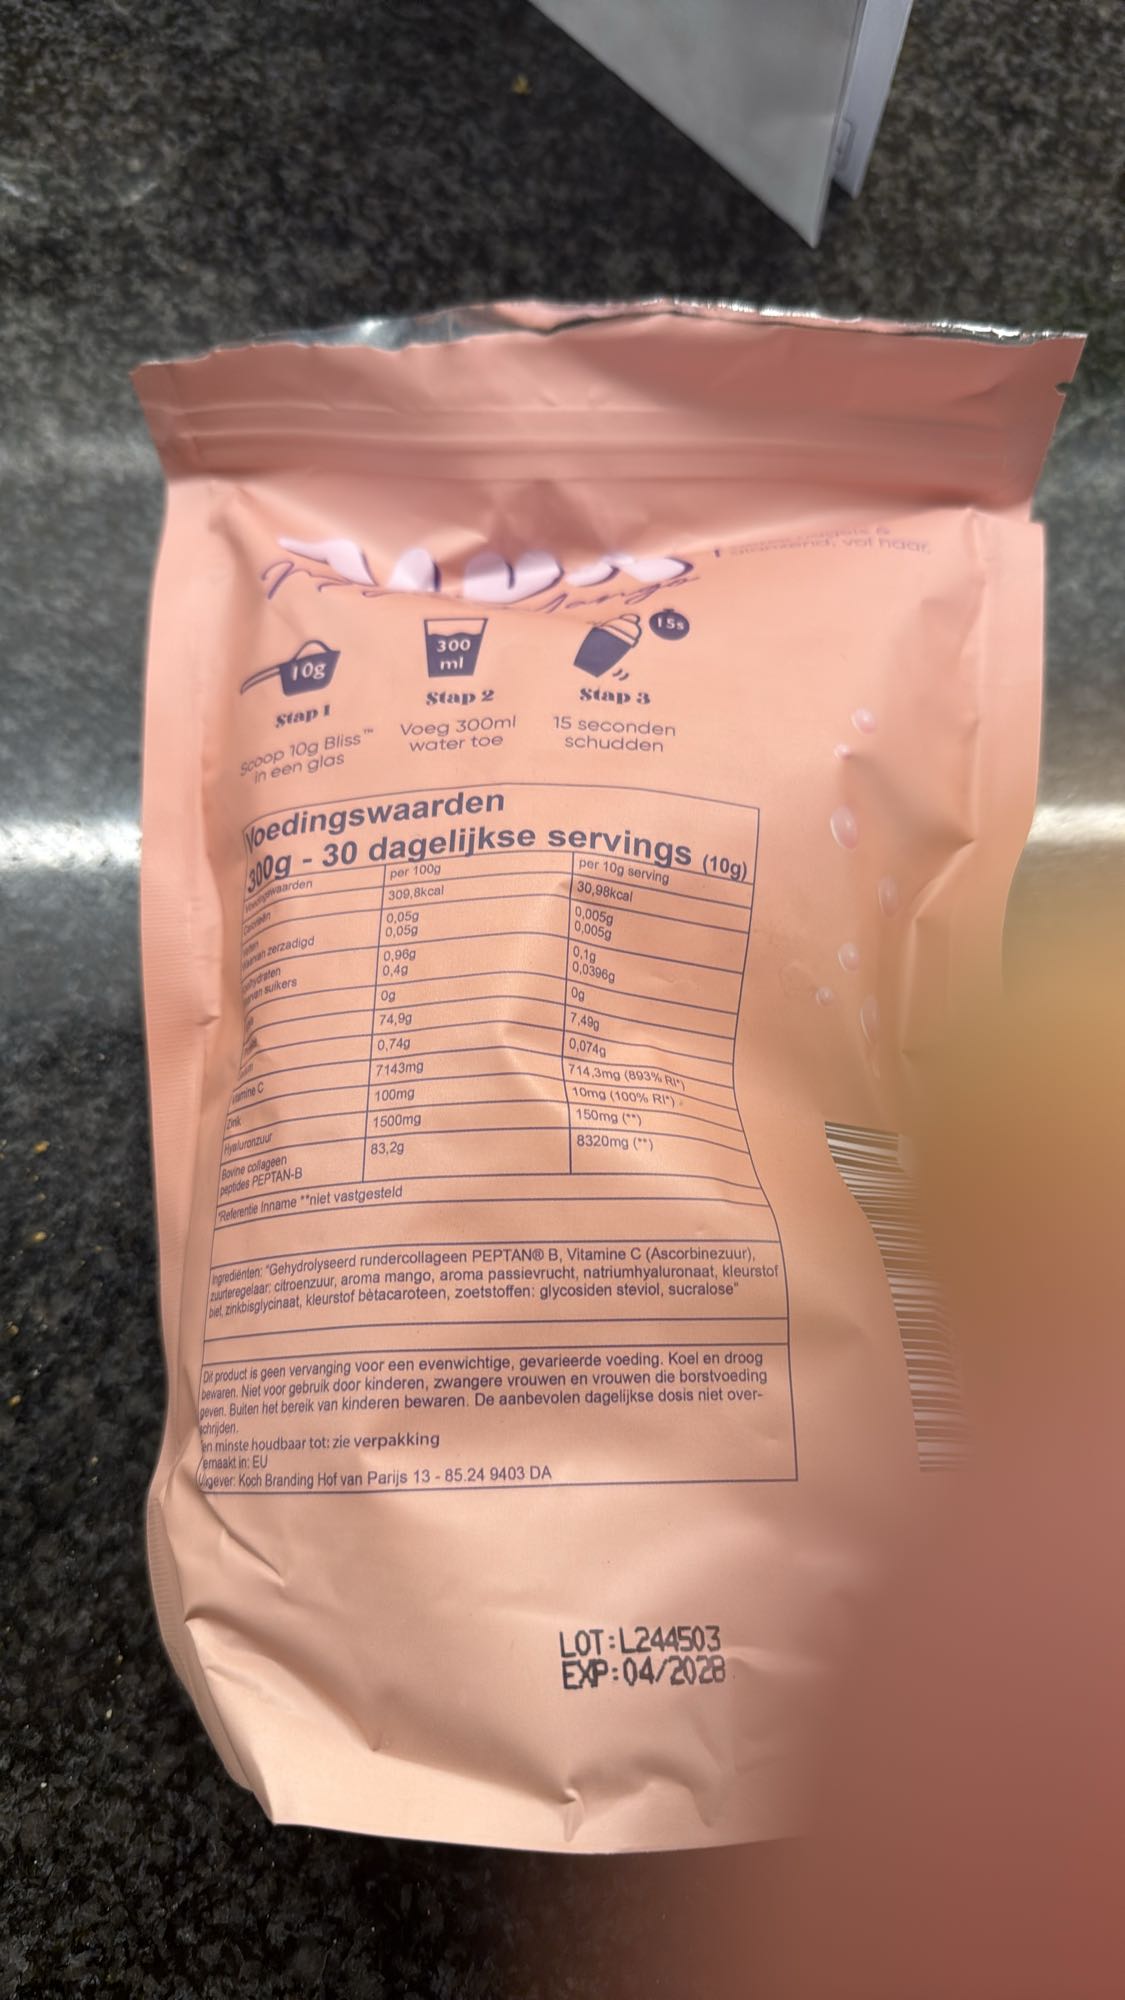 glanzend, vol haar.
10g
300
ml
15s
Stap 1
Stap 2
Stap 3
Scoop 10g Bliss™
in een glas
Voeg 300ml
water toe
15 seconden
schudden
Voedingswaarden
300g - 30 dagelijkse servings (10g)
per 100g per 10g serving
309,8kcal 30,98kcal
0,05g 0,005g
zerzadigd 0,05g 0,005g
0,96g 0,1g
suikers 0,4g 0,0396g
0g 0g
74,9g 7,49g
0,74g 0,074g
C 7143mg 714,3mg (893% RI*)
Zink 100mg 10mg (100% RI*)
Hyaluronzuur 1500mg 150mg (**)
Bovine collageen 83,2g 8320mg (**)
peptides PEPTAN-B
*Referentie Inname **niet vastgesteld
Ingrediënten: "Gehydrolyseerd rundercollageen PEPTAN® B, Vitamine C (Ascorbinezuur),
zuurteregelaar: citroenzuur, aroma mango, aroma passievrucht, natriumhyaluronaat, kleurstof
biet, zinkbisglycinaat, kleurstof bètacaroteen, zoetstoffen: glycosiden steviol, sucralose"
Dit product is geen vervanging voor een evenwichtige, gevarieerde voeding. Koel en droog
bewaren. Niet voor gebruik door kinderen, zwangere vrouwen en vrouwen die borstvoeding
geven. Buiten het bereik van kinderen bewaren. De aanbevolen dagelijkse dosis niet over-
schrijden.
en minste houdbaar tot: zie verpakking
emaakt in: EU
Koch Branding Hof van Parijs 13 - 85.24 9403 DA
LOT:L244503
EXP:04/2028